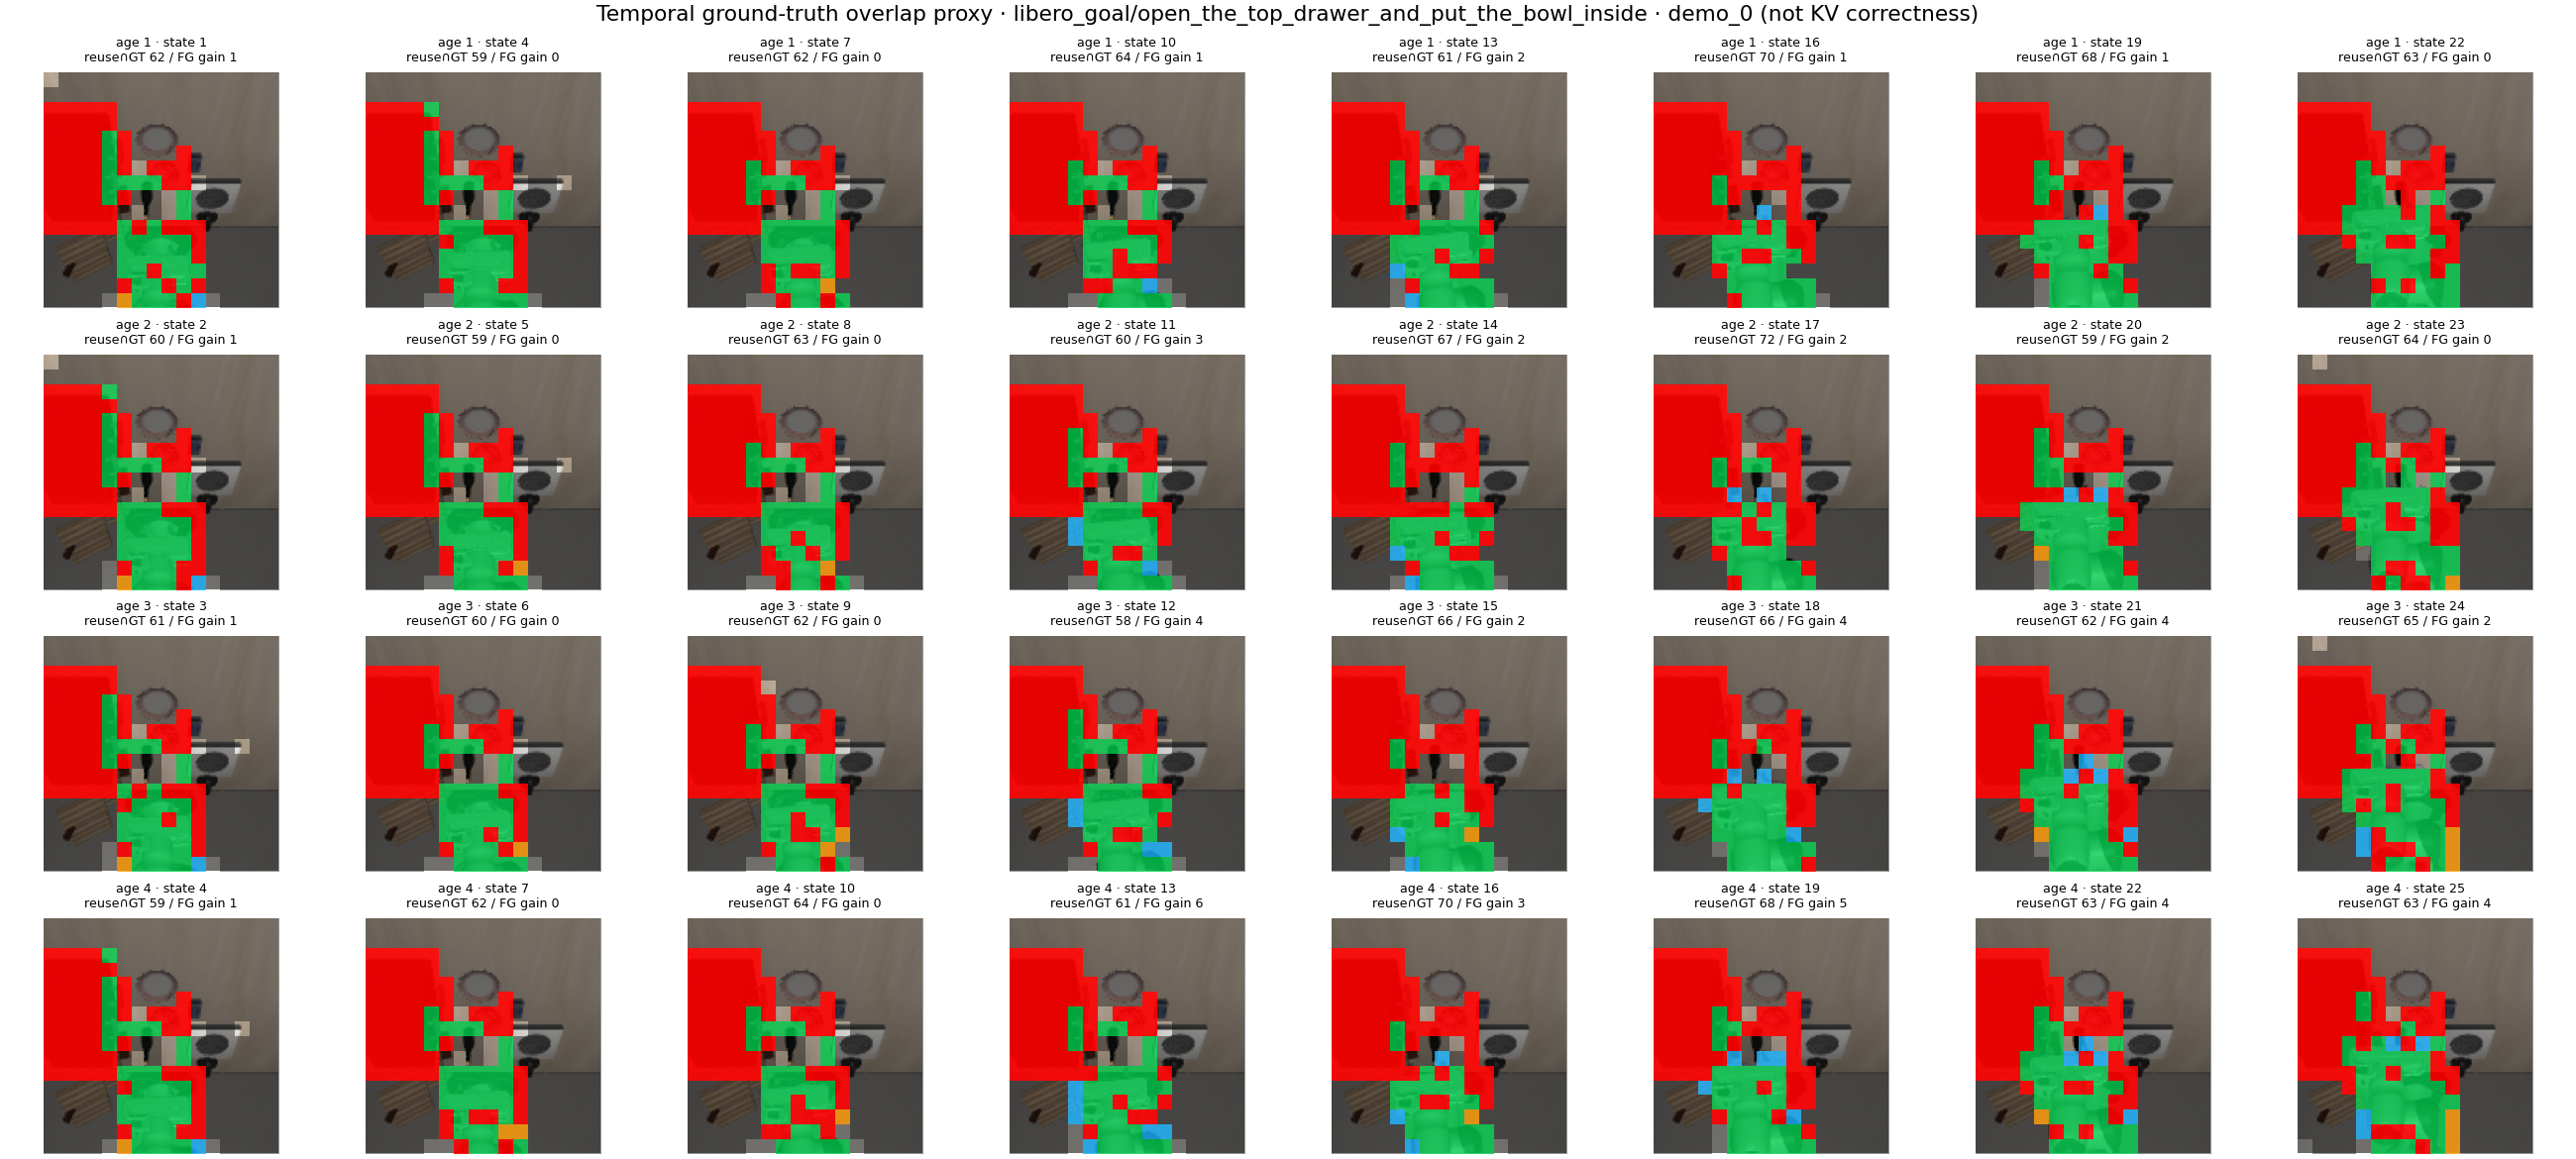 Temporal ground-truth overlap proxy · libero_goal/open_the_top_drawer_and_put_the_bowl_inside · demo_0 (not KV correctness)
age 1 · state 1
reuse∩GT 62 / FG gain 1
age 1 · state 4
reuse∩GT 59 / FG gain 0
age 1 · state 7
reuse∩GT 62 / FG gain 0
age 1 · state 10
reuse∩GT 64 / FG gain 1
age 1 · state 13
reuse∩GT 61 / FG gain 2
age 1 · state 16
reuse∩GT 70 / FG gain 1
age 1 · state 19
reuse∩GT 68 / FG gain 1
age 1 · state 22
reuse∩GT 63 / FG gain 0
age 2 · state 2
reuse∩GT 60 / FG gain 1
age 2 · state 5
reuse∩GT 59 / FG gain 0
age 2 · state 8
reuse∩GT 63 / FG gain 0
age 2 · state 11
reuse∩GT 60 / FG gain 3
age 2 · state 14
reuse∩GT 67 / FG gain 2
age 2 · state 17
reuse∩GT 72 / FG gain 2
age 2 · state 20
reuse∩GT 59 / FG gain 2
age 2 · state 23
reuse∩GT 64 / FG gain 0
age 3 · state 3
reuse∩GT 61 / FG gain 1
age 3 · state 6
reuse∩GT 60 / FG gain 0
age 3 · state 9
reuse∩GT 62 / FG gain 0
age 3 · state 12
reuse∩GT 58 / FG gain 4
age 3 · state 15
reuse∩GT 66 / FG gain 2
age 3 · state 18
reuse∩GT 66 / FG gain 4
age 3 · state 21
reuse∩GT 62 / FG gain 4
age 3 · state 24
reuse∩GT 65 / FG gain 2
age 4 · state 4
reuse∩GT 59 / FG gain 1
age 4 · state 7
reuse∩GT 62 / FG gain 0
age 4 · state 10
reuse∩GT 64 / FG gain 0
age 4 · state 13
reuse∩GT 61 / FG gain 6
age 4 · state 16
reuse∩GT 70 / FG gain 3
age 4 · state 19
reuse∩GT 68 / FG gain 5
age 4 · state 22
reuse∩GT 63 / FG gain 4
age 4 · state 25
reuse∩GT 63 / FG gain 4